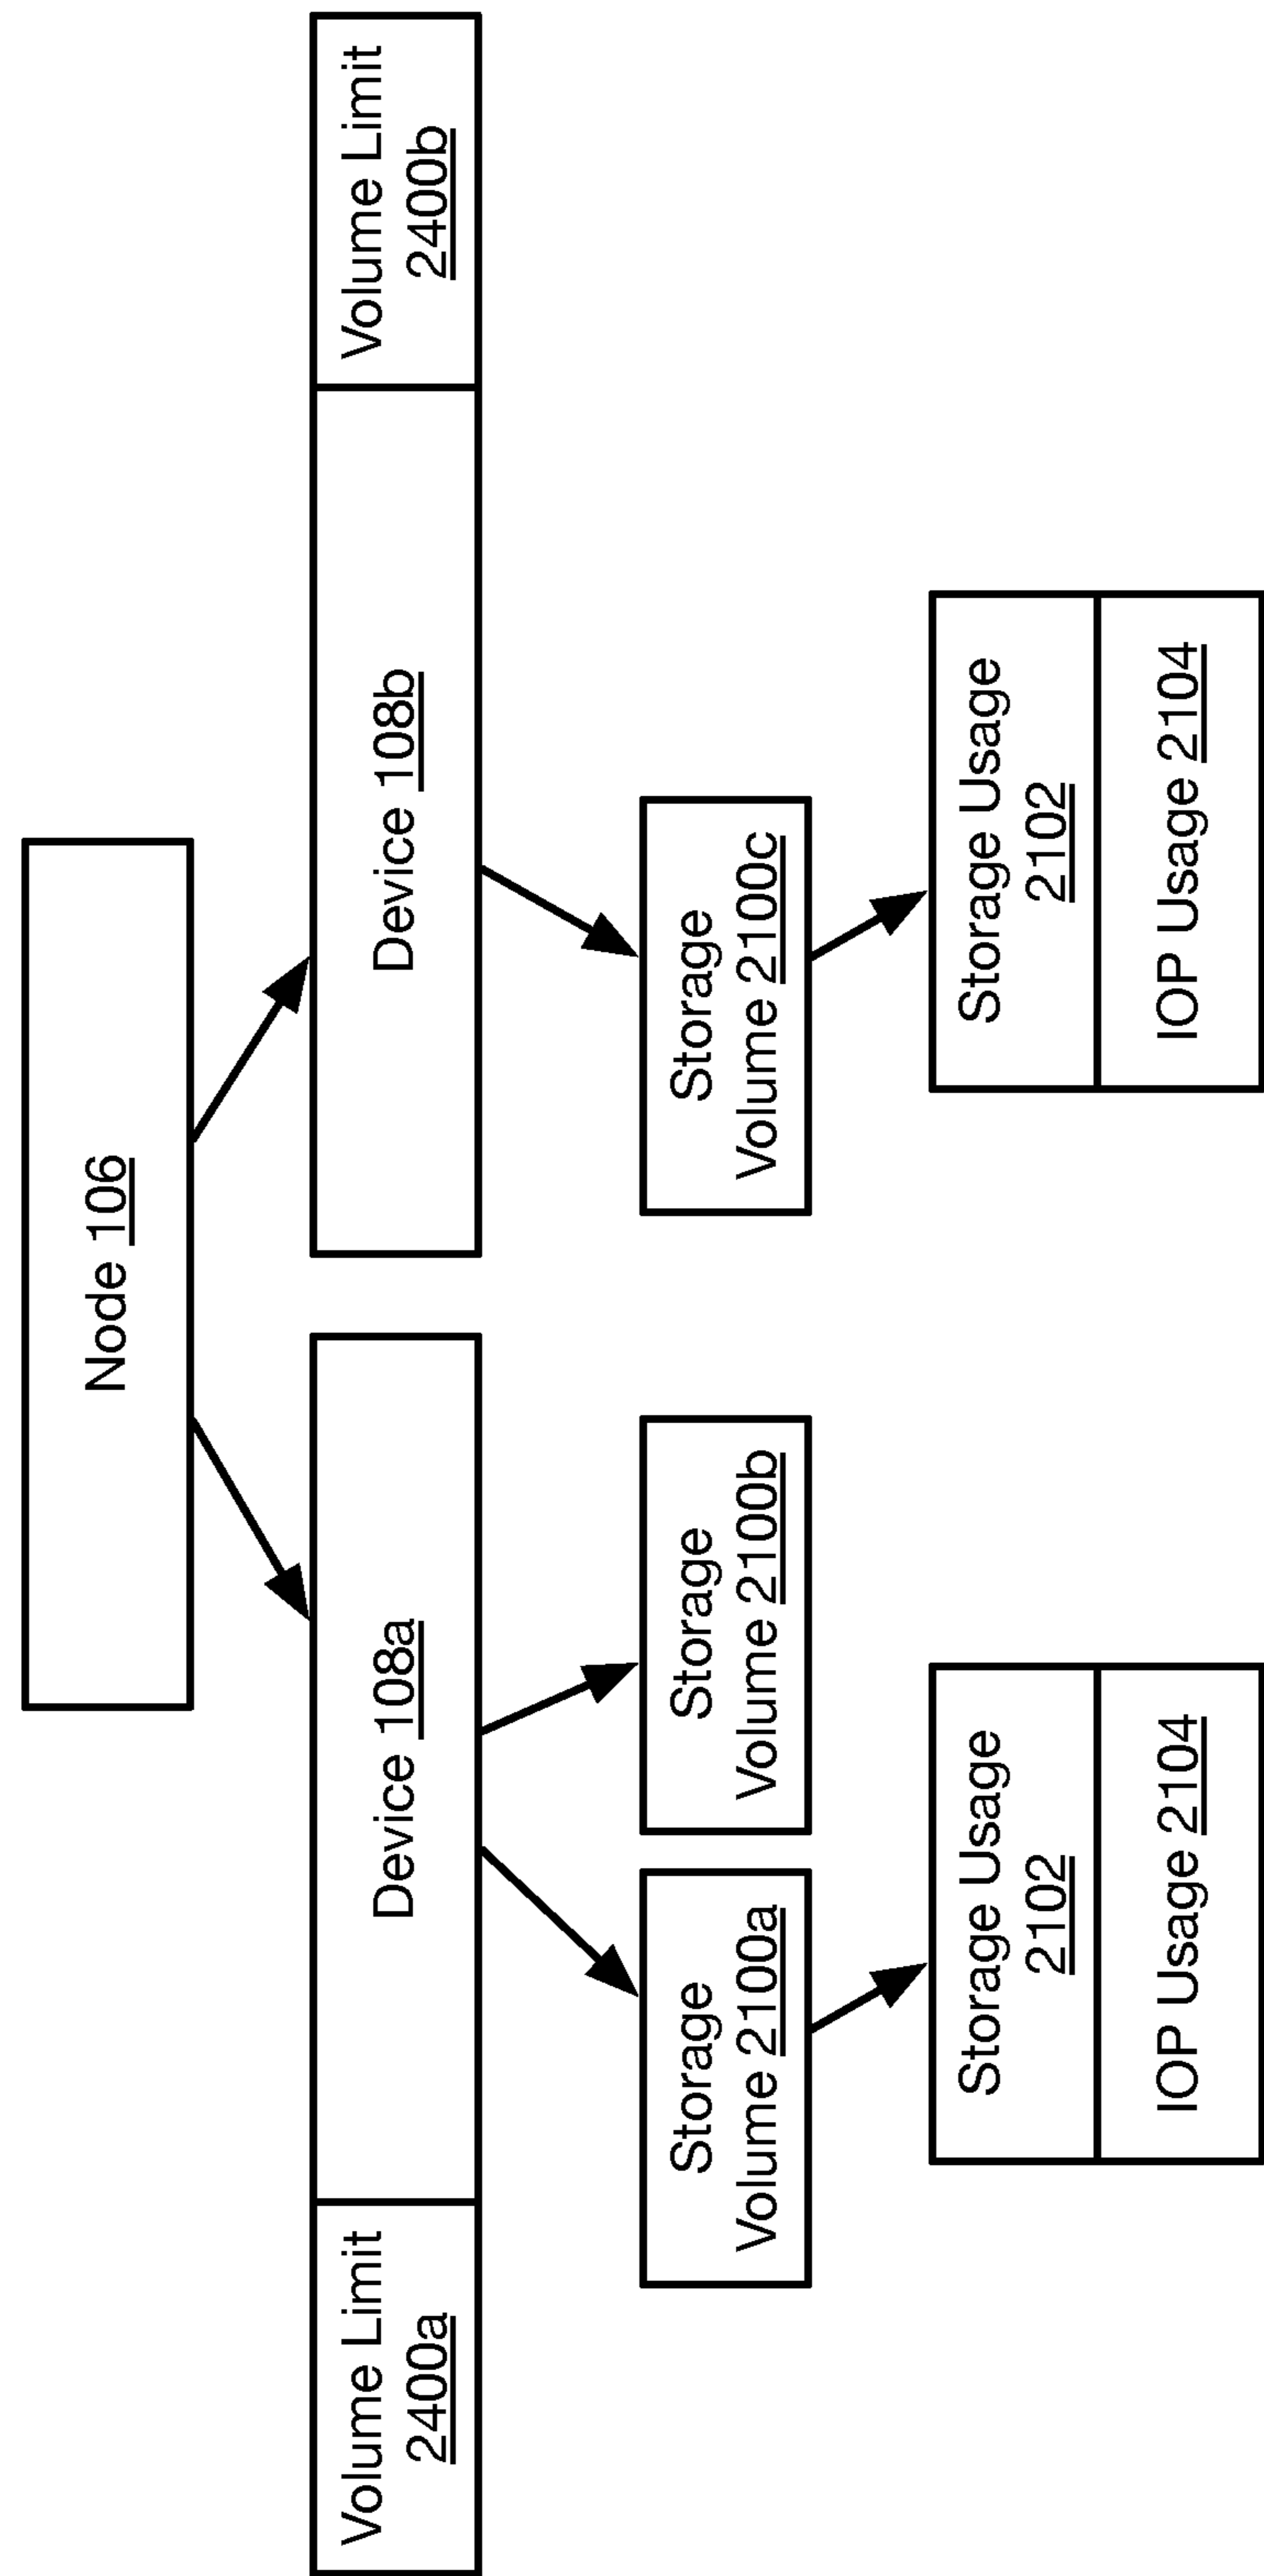 Node 106
Volume Limit
2400a
Device 108a
Device 108b
Volume Limit
2400b
Storage
Volume 2100a
Storage
Volume 2100b
Storage
Volume 2100c
Storage Usage
2102
IOP Usage 2104
Storage Usage
2102
IOP Usage 2104